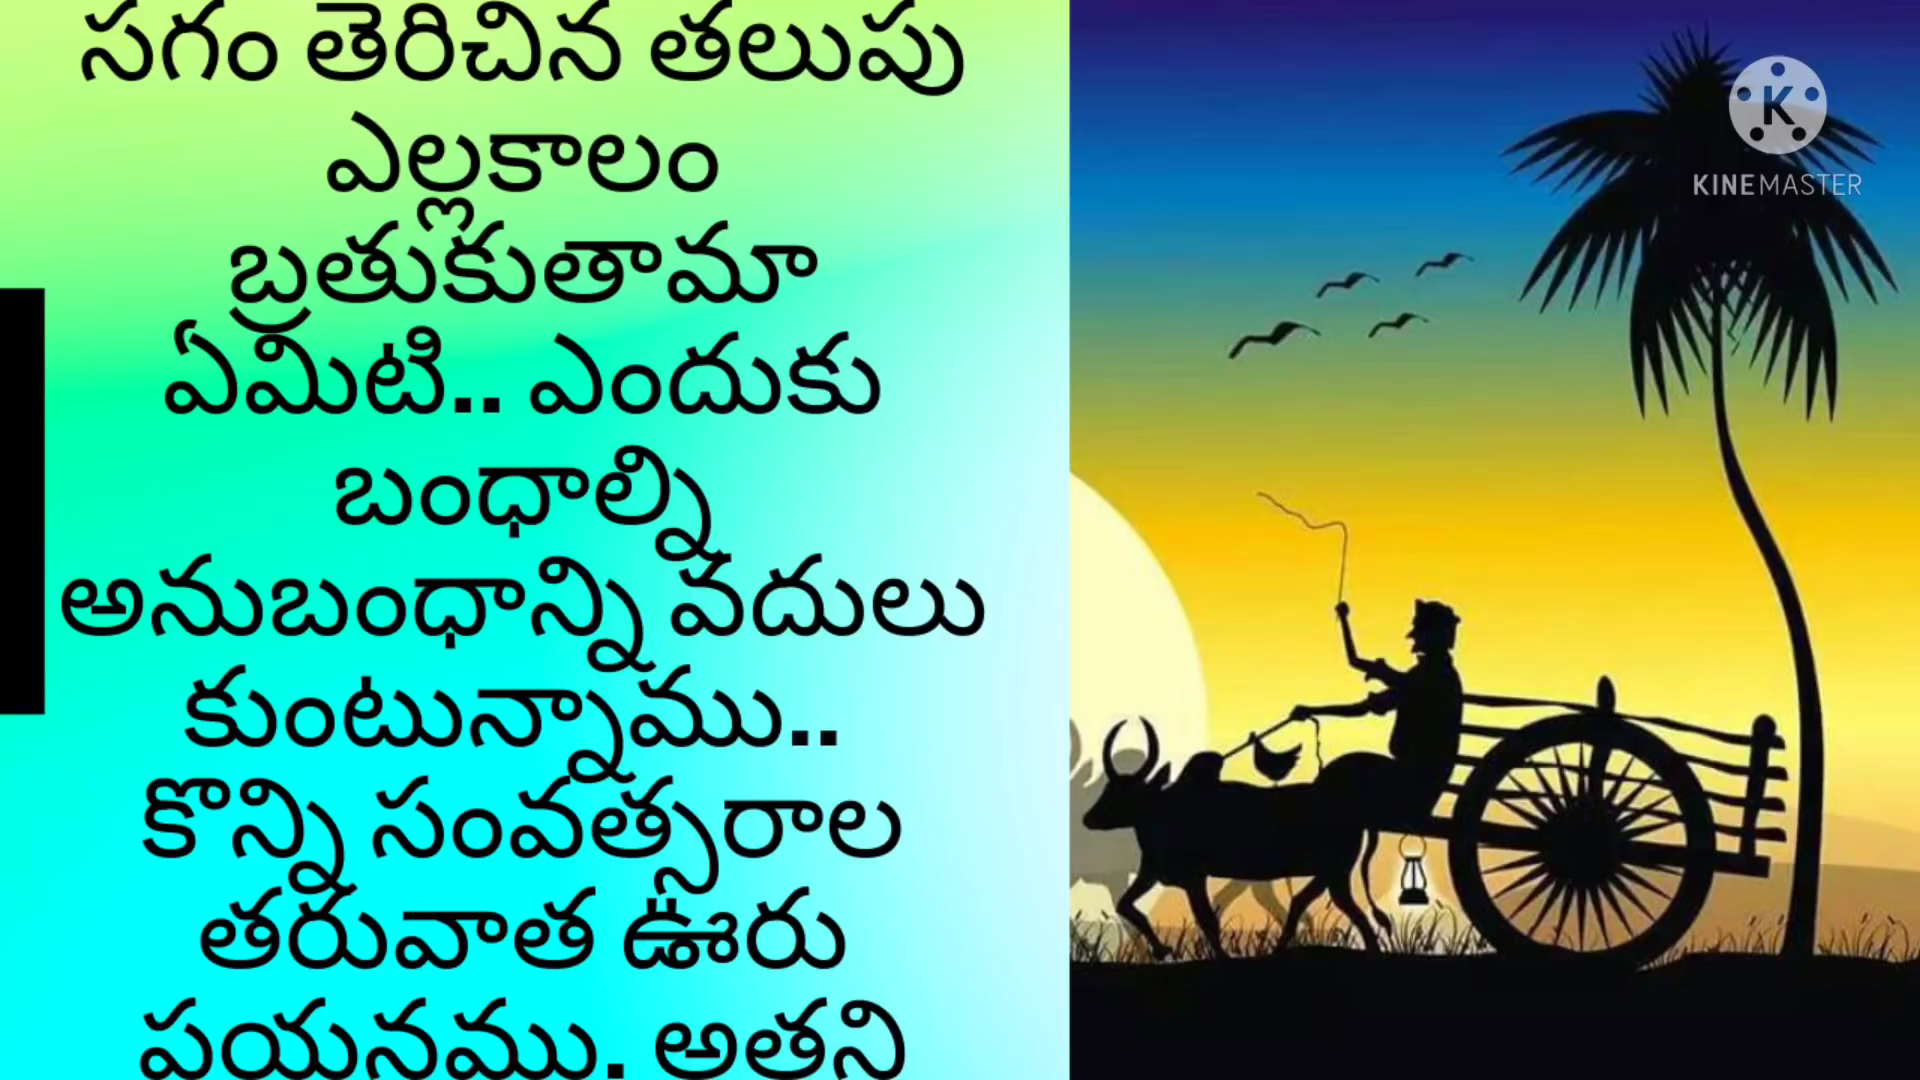 సగం తెరిచిన తలుపు
ఎల్లకాలం
బ్రతుకుతామా
ఏమిటి.. ఎందుకు
బంధాల్ని
అనుబంధాన్ని వదులు
కుంటున్నాము..
కొన్ని సంవత్సరాల
తరువాత ఊరు
పయనము. అతని
K
KINEMASTER